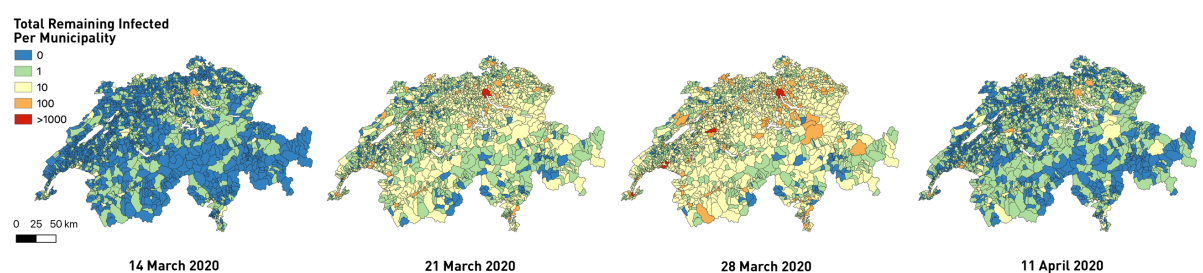 Total Remaining Infected
Per Municipality
0
1
10
100
>1000
0 25 50 km
14 March 2020
21 March 2020
28 March 2020
11 April 2020